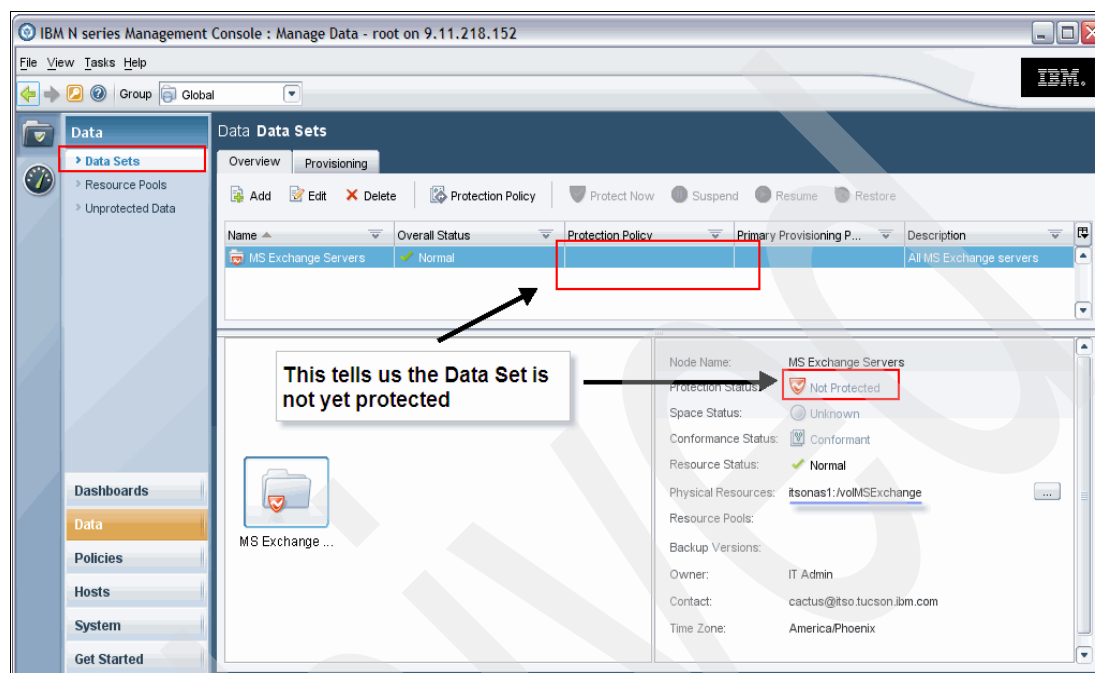 IBM N series Management Console : Manage Data - root on 9.11.218.152
File View Tasks Help
IBM.
Group Global
Data
Data Sets
Resource Pools
Unprotected Data
Dashboards
Data
Policies
Hosts
System
Get Started
Data Data Sets
Overview Provisioning
Add Edit Delete Protection Policy Protect Now Suspend Resume Restore
Name Overall Status Protection Policy Primary Provisioning P... Description
MS Exchange Servers Normal All MS Exchange servers
This tells us the Data Set is
not yet protected
MS Exchange ...
Node Name: MS Exchange Servers
Protection Status: Not Protected
Space Status: Unknown
Conformance Status: Conformant
Resource Status: Normal
Physical Resources: itsonas1:/volMSExchange ...
Resource Pools:
Backup Versions:
Owner: IT Admin
Contact: cactus@itso.tucson.ibm.com
Time Zone: America/Phoenix